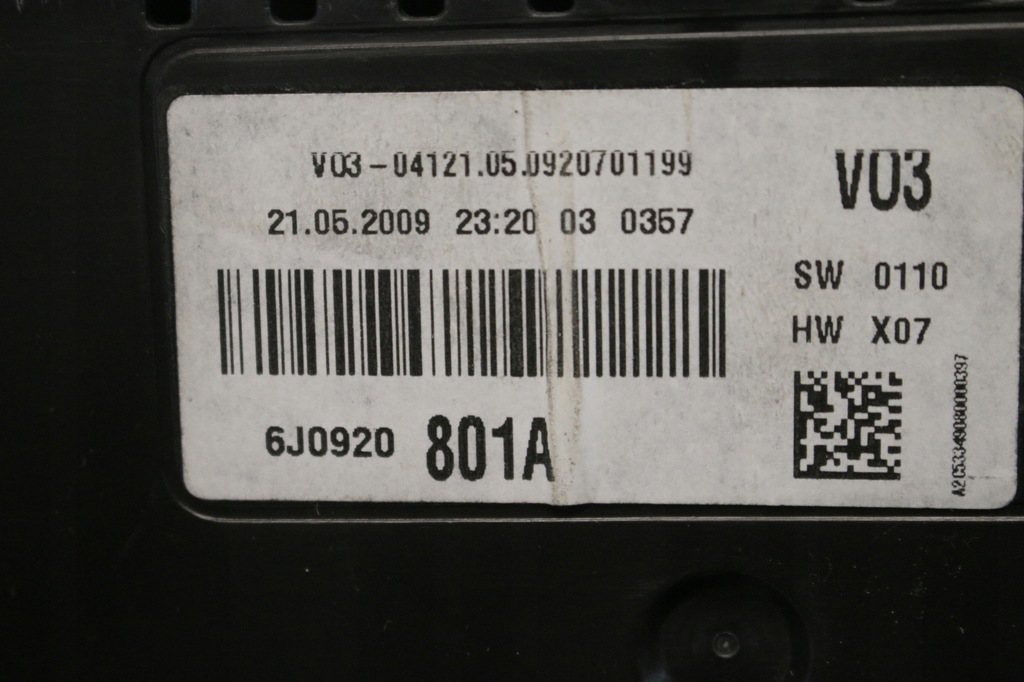 V03-04121.05.0920701199
21.05.2009 23:20 03 0357
6J0920 801A
V03
SW 0110
HW X07
A2C53349080000397